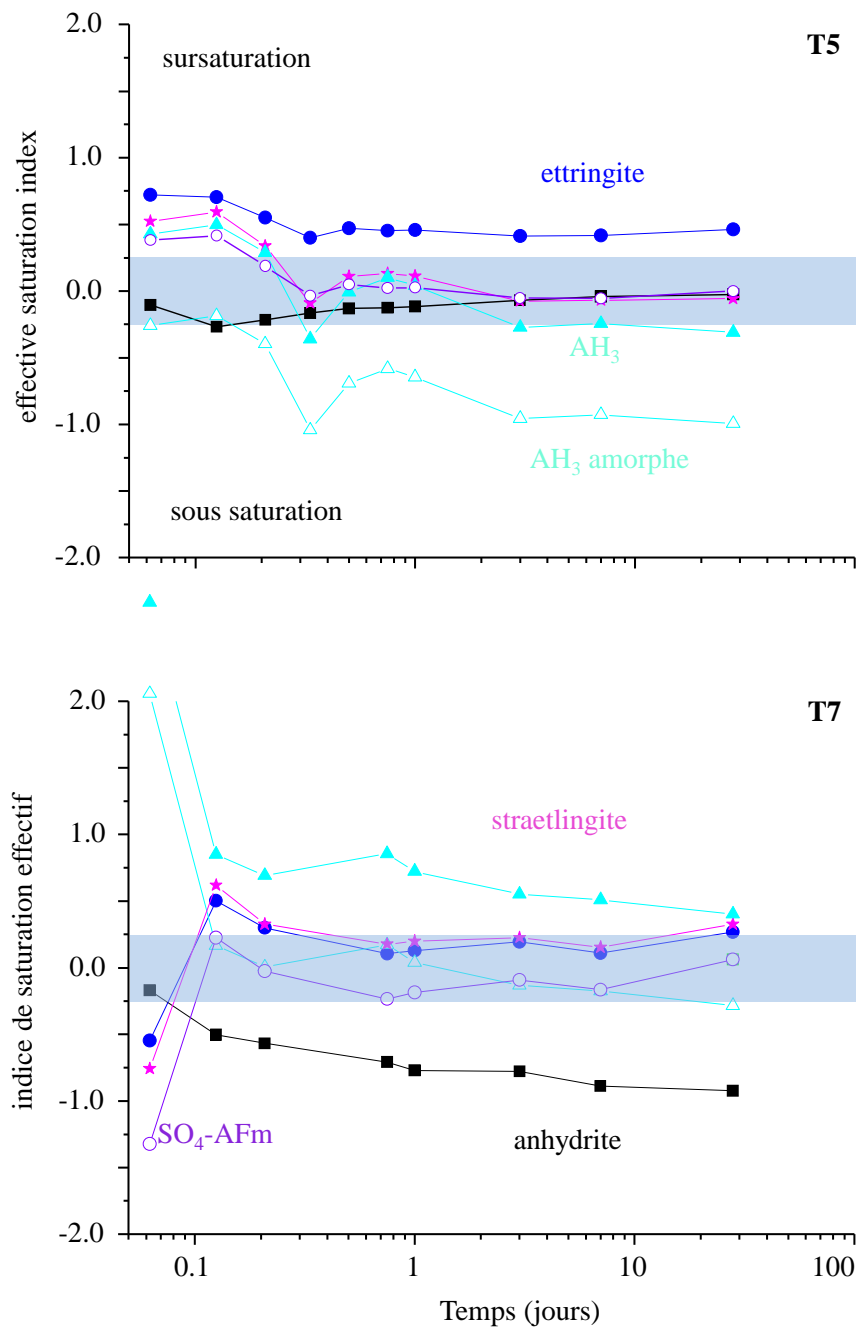 2.0
T5
sursaturation
1.0
ettringite
effective saturation index
0.0
AH₃
-1.0
AH₃ amorphe
sous saturation
-2.0
2.0
T7
straetlingite
1.0
indice de saturation effectif
0.0
-1.0
SO₄-AFm
anhydrite
-2.0
0.1 1 10 100
Temps (jours)